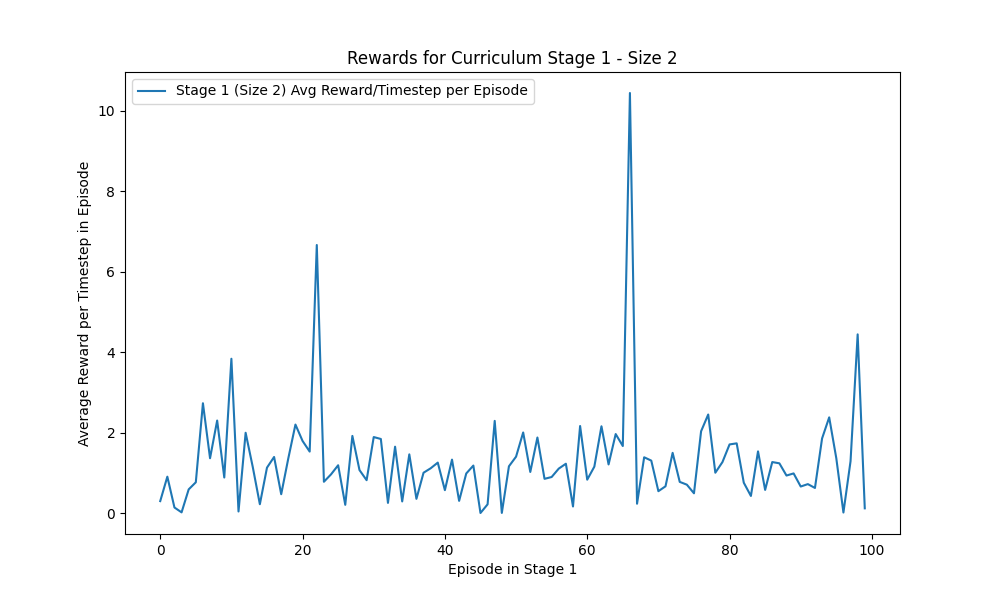 Rewards for Curriculum Stage 1 - Size 2
Stage 1 (Size 2) Avg Reward/Timestep per Episode
Average Reward per Timestep in Episode
10
8
6
4
2
0
0 20 40 60 80 100
Episode in Stage 1